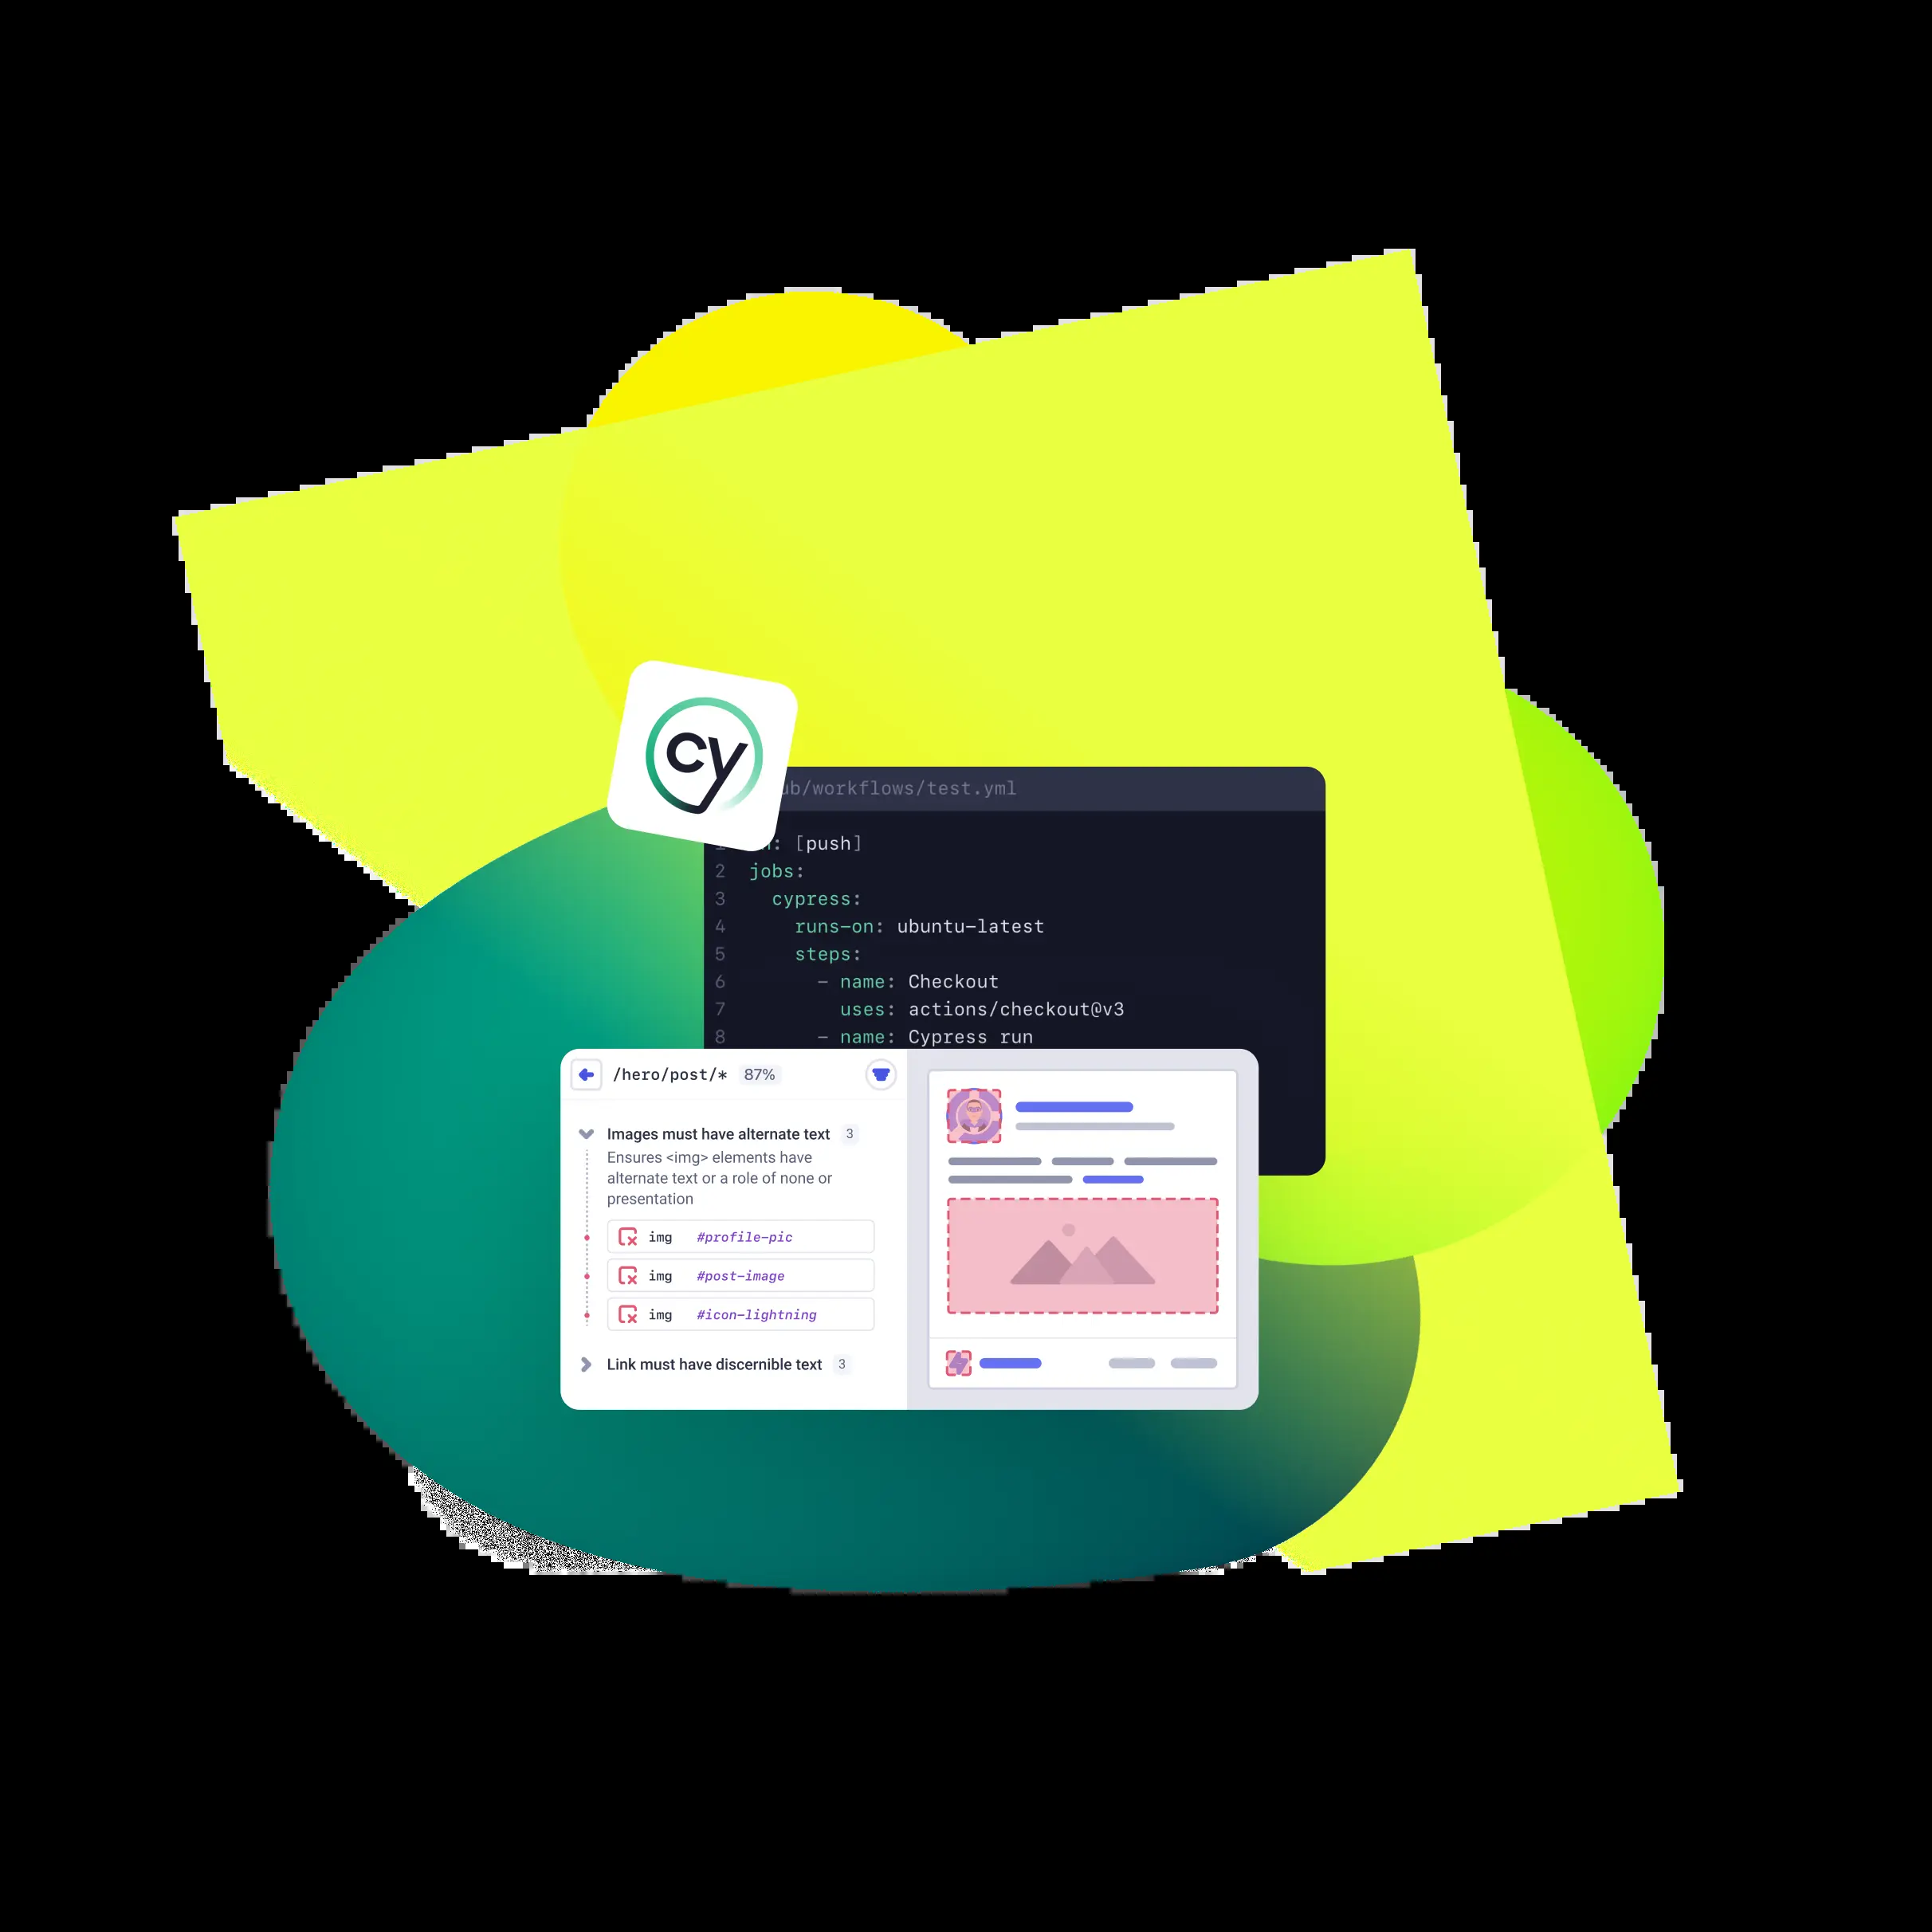 cy
ub/workflows/test.yml
1 n: [push]
2 jobs:
3 cypress:
4 runs-on: ubuntu-latest
5 steps:
6 - name: Checkout
7 uses: actions/checkout@v3
8 - name: Cypress run
/hero/post/* 87%
Images must have alternate text 3
Ensures <img> elements have
alternate text or a role of none or
presentation
img #profile-pic
img #post-image
img #icon-lightning
Link must have discernible text 3